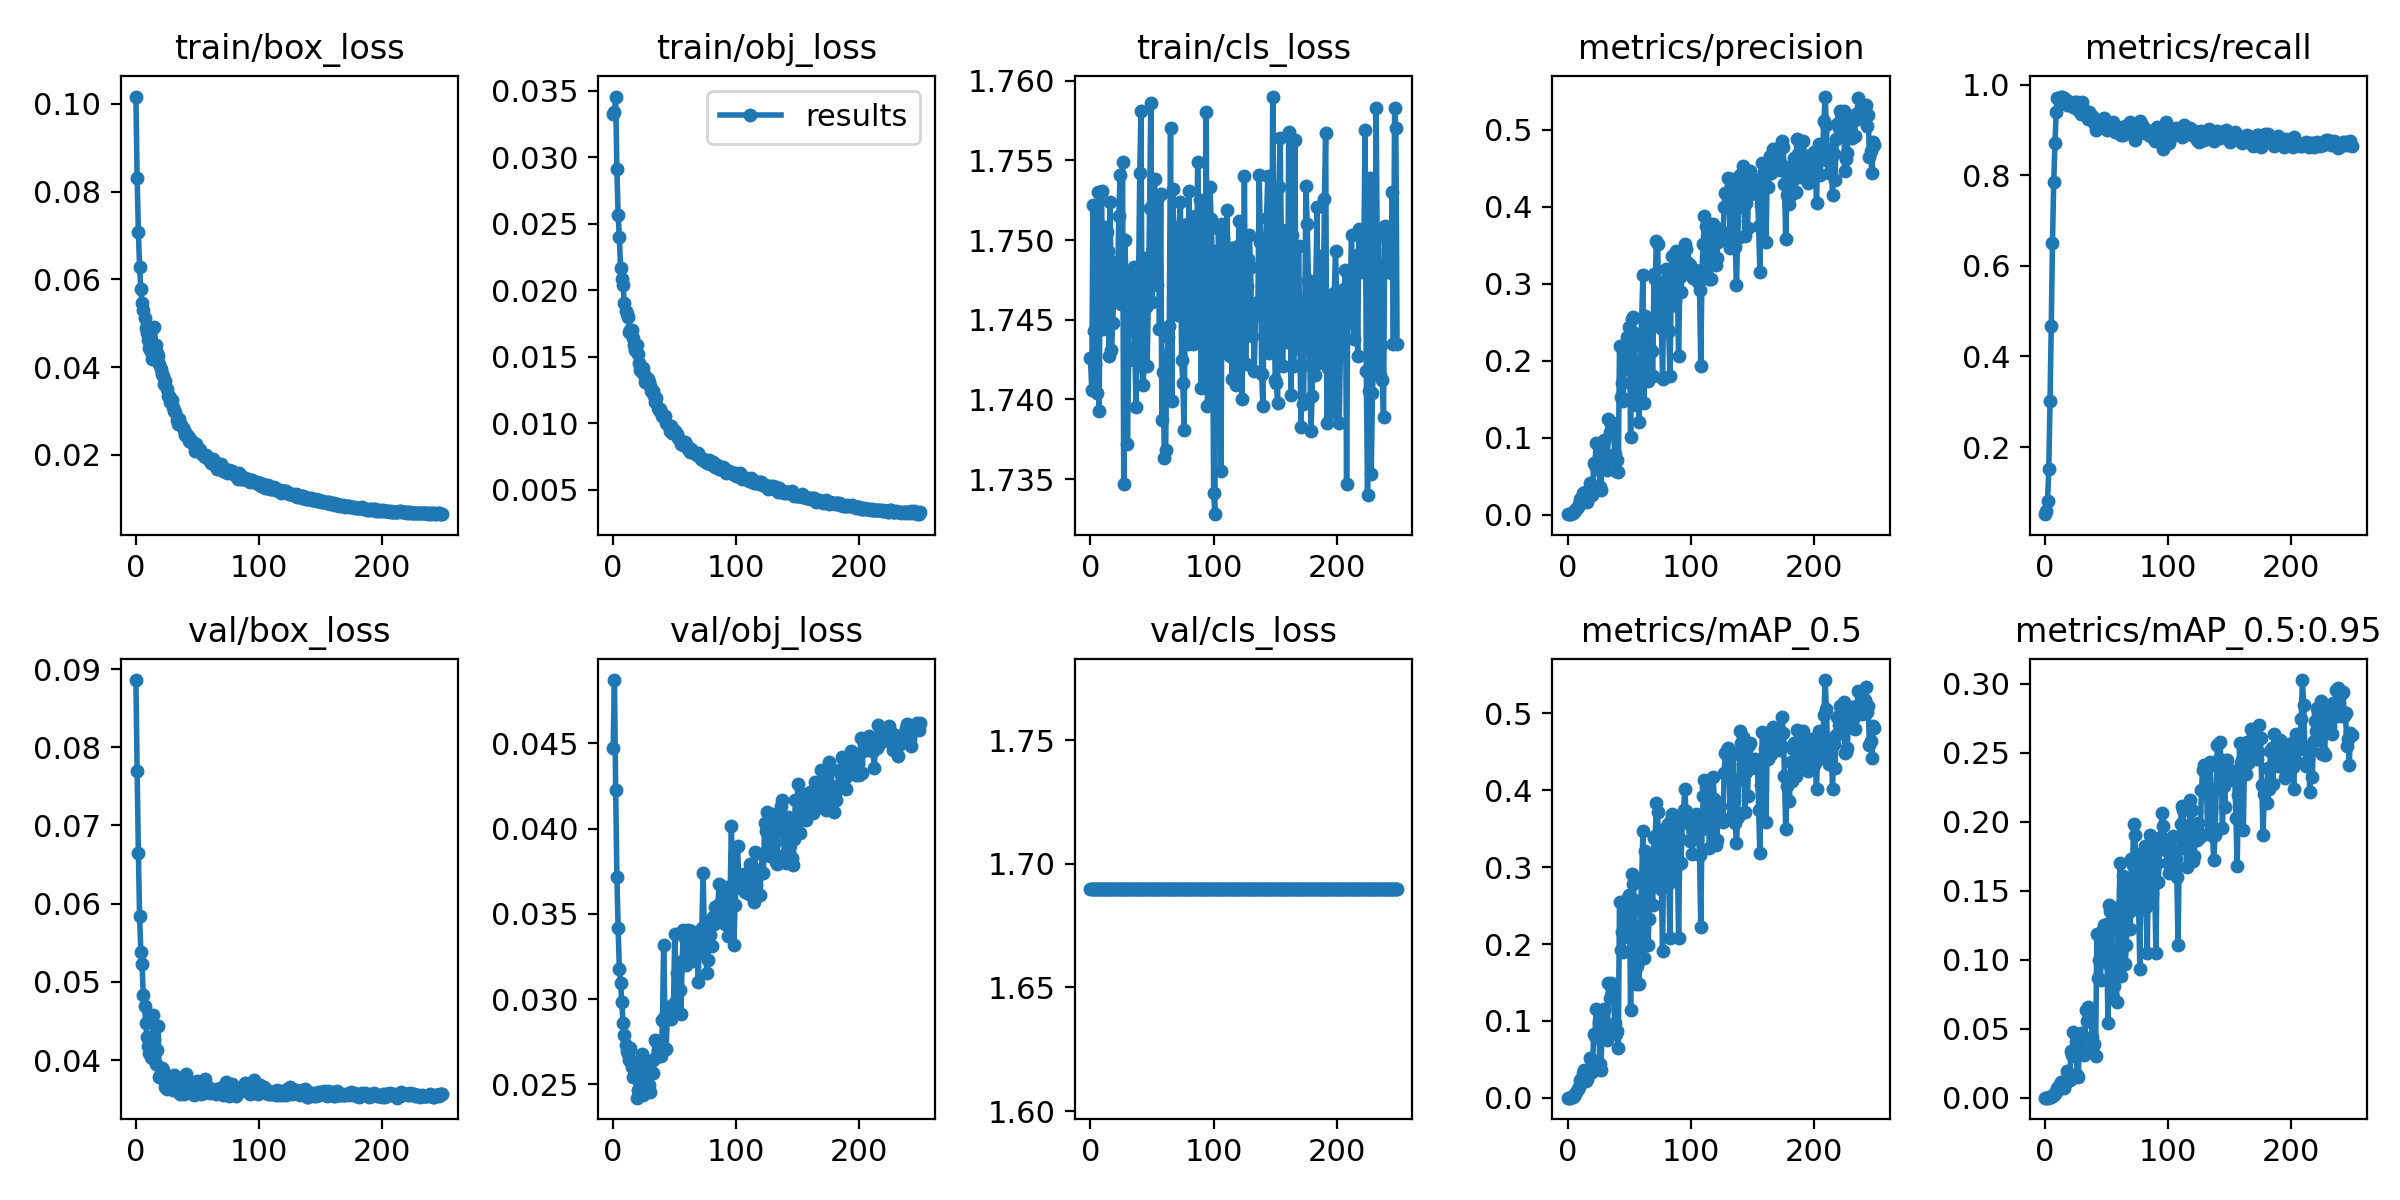 train/box_loss
train/obj_loss
train/cls_loss
metrics/precision
metrics/recall
0.10
0.08
0.06
0.04
0.02
0 100 200
0.035
0.030
0.025
0.020
0.015
0.010
0.005
results
0 100 200
1.760
1.755
1.750
1.745
1.740
1.735
0 100 200
0.5
0.4
0.3
0.2
0.1
0.0
0 100 200
1.0
0.8
0.6
0.4
0.2
0 100 200
val/box_loss
val/obj_loss
val/cls_loss
metrics/mAP_0.5
metrics/mAP_0.5:0.95
0.09
0.08
0.07
0.06
0.05
0.04
0 100 200
0.045
0.040
0.035
0.030
0.025
0 100 200
1.75
1.70
1.65
1.60
0 100 200
0.5
0.4
0.3
0.2
0.1
0.0
0 100 200
0.30
0.25
0.20
0.15
0.10
0.05
0.00
0 100 200